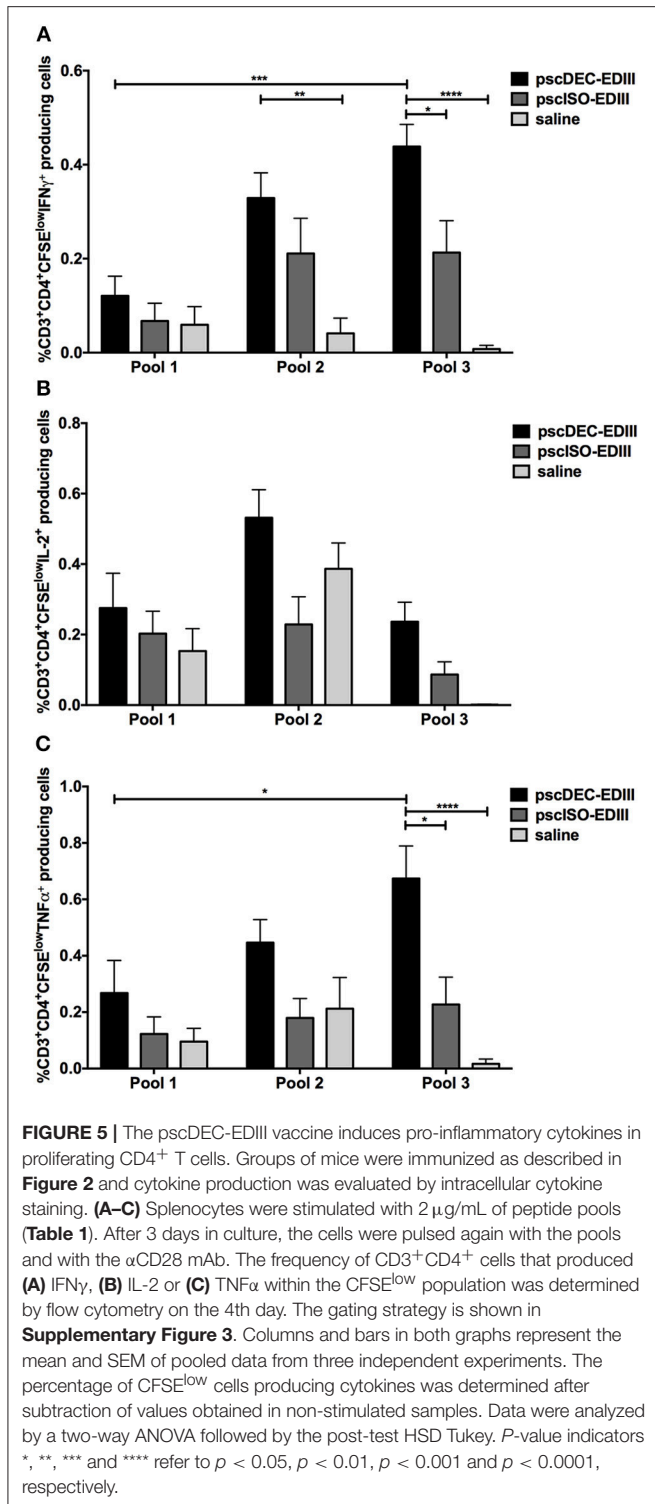 A
%CD3+CD4+CFSElowIFNγ+ producing cells
0.6
0.4
0.2
0.0
***
**
****
*
pscDEC-EDIII
pscISO-EDIII
saline
Pool 1
Pool 2
Pool 3
B
%CD3+CD4+CFSElowIL-2+ producing cells
0.8
0.6
0.4
0.2
0.0
pscDEC-EDIII
pscISO-EDIII
saline
Pool 1
Pool 2
Pool 3
C
%CD3+CD4+CFSElowTNFα+ producing cells
1.0
0.8
0.6
0.4
0.2
0.0
*
****
*
pscDEC-EDIII
pscISO-EDIII
saline
Pool 1
Pool 2
Pool 3
FIGURE 5 | The pscDEC-EDIII vaccine induces pro-inflammatory cytokines in
proliferating CD4+ T cells. Groups of mice were immunized as described in
Figure 2 and cytokine production was evaluated by intracellular cytokine
staining. (A–C) Splenocytes were stimulated with 2 μg/mL of peptide pools
(Table 1). After 3 days in culture, the cells were pulsed again with the pools
and with the αCD28 mAb. The frequency of CD3+CD4+ cells that produced
(A) IFNγ, (B) IL-2 or (C) TNFα within the CFSElow population was determined
by flow cytometry on the 4th day. The gating strategy is shown in
Supplementary Figure 3. Columns and bars in both graphs represent the
mean and SEM of pooled data from three independent experiments. The
percentage of CFSElow cells producing cytokines was determined after
subtraction of values obtained in non-stimulated samples. Data were analyzed
by a two-way ANOVA followed by the post-test HSD Tukey. P-value indicators
*, **, *** and **** refer to p < 0.05, p < 0.01, p < 0.001 and p < 0.0001,
respectively.